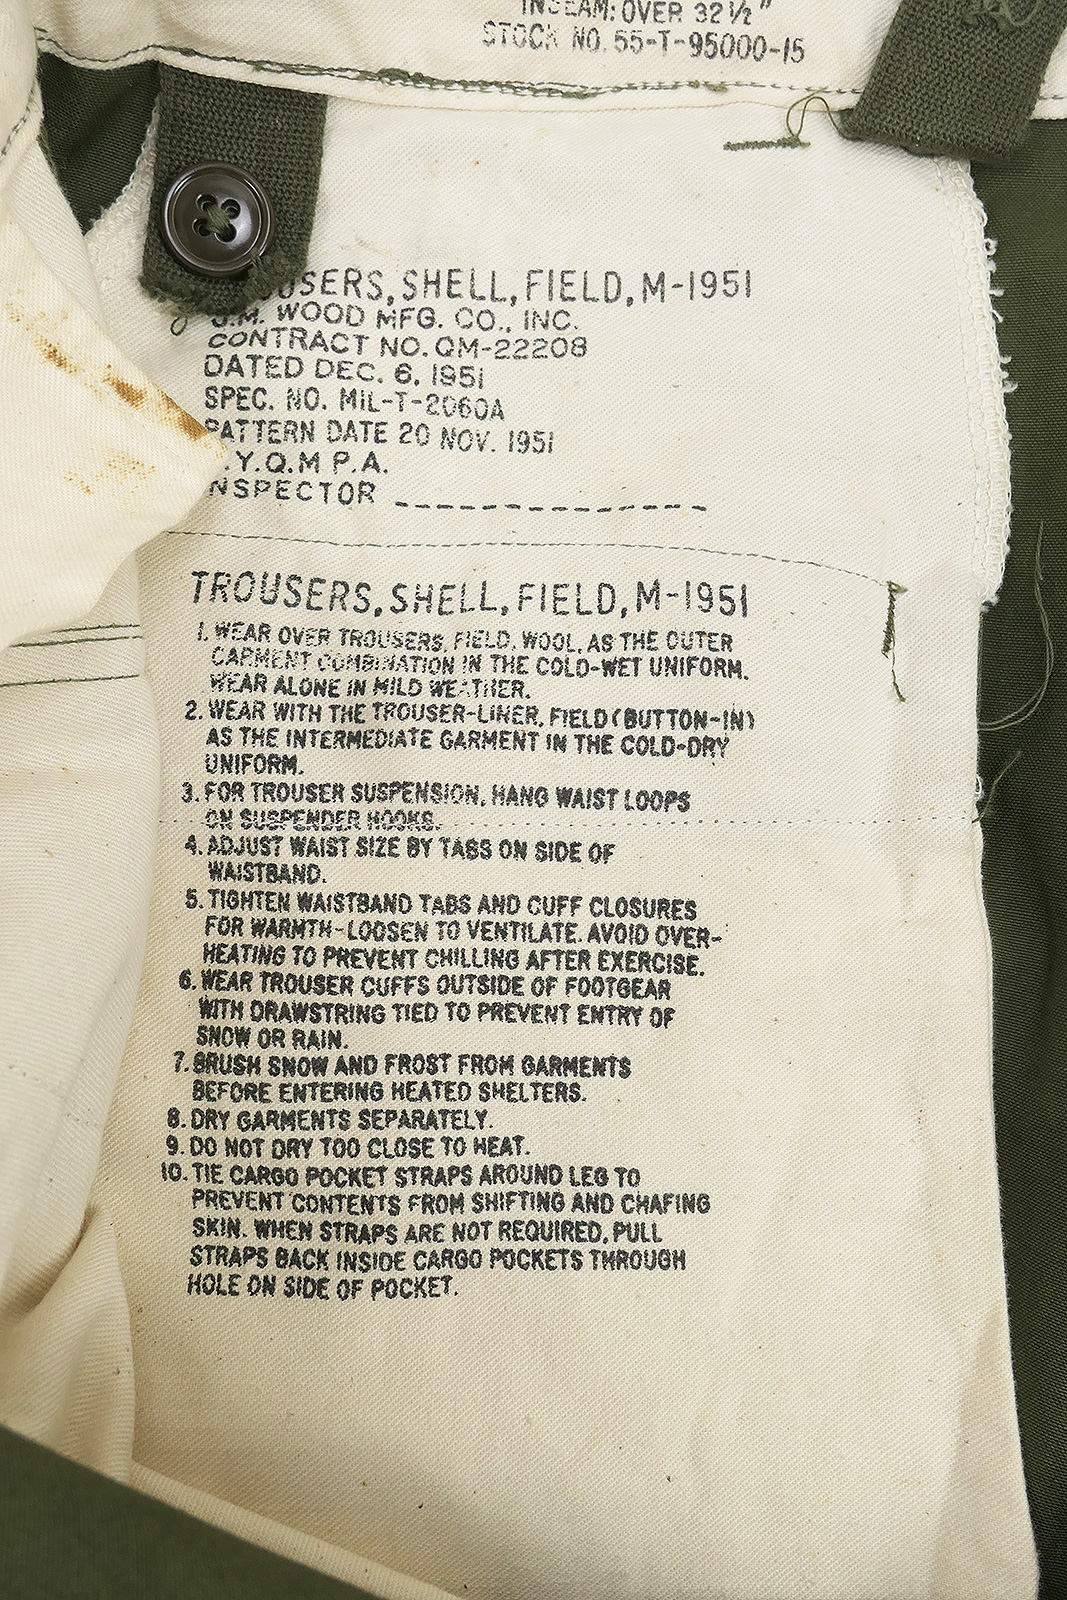 INSEAM: OVER 32½"
STOCK NO. 55-T-95000-15
TROUSERS, SHELL, FIELD, M-1951
WOOD MFG. CO., INC.
CONTRACT NO. QM-22208
DATED DEC. 6, 1951
SPEC. NO. MIL-T-2060A
PATTERN DATE 20 NOV. 1951
.Y.Q.M P.A.
INSPECTOR
TROUSERS, SHELL, FIELD, M-1951
1. WEAR OVER TROUSERS, FIELD, WOOL, AS THE OUTER
GARMENT COMBINATION IN THE COLD-WET UNIFORM.
WEAR ALONE IN MILD WEATHER.
2. WEAR WITH THE TROUSER-LINER, FIELD (BUTTON-IN)
AS THE INTERMEDIATE GARMENT IN THE COLD-DRY
UNIFORM.
3. FOR TROUSER SUSPENSION, HANG WAIST LOOPS
ON SUSPENDER HOOKS.
4. ADJUST WAIST SIZE BY TABS ON SIDE OF
WAISTBAND.
5. TIGHTEN WAISTBAND TABS AND CUFF CLOSURES
FOR WARMTH-LOOSEN TO VENTILATE. AVOID OVER-
HEATING TO PREVENT CHILLING AFTER EXERCISE.
6. WEAR TROUSER CUFFS OUTSIDE OF FOOTGEAR
WITH DRAWSTRING TIED TO PREVENT ENTRY OF
SNOW OR RAIN.
7. BRUSH SNOW AND FROST FROM GARMENTS
BEFORE ENTERING HEATED SHELTERS.
8. DRY GARMENTS SEPARATELY.
9. DO NOT DRY TOO CLOSE TO HEAT.
10. TIE CARGO POCKET STRAPS AROUND LEG TO
PREVENT CONTENTS FROM SHIFTING AND CHAFING
SKIN. WHEN STRAPS ARE NOT REQUIRED, PULL
STRAPS BACK INSIDE CARGO POCKETS THROUGH
HOLE ON SIDE OF POCKET.